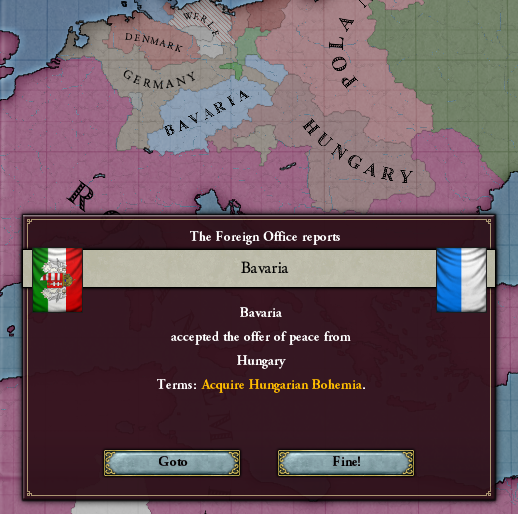 WERLE
DENMARK
GERMANY
POLA
BAVARIA
HUNGARY
R
The Foreign Office reports
Bavaria
Bavaria
accepted the offer of peace from
Hungary
Terms: Acquire Hungarian Bohemia.
Goto
Fine!